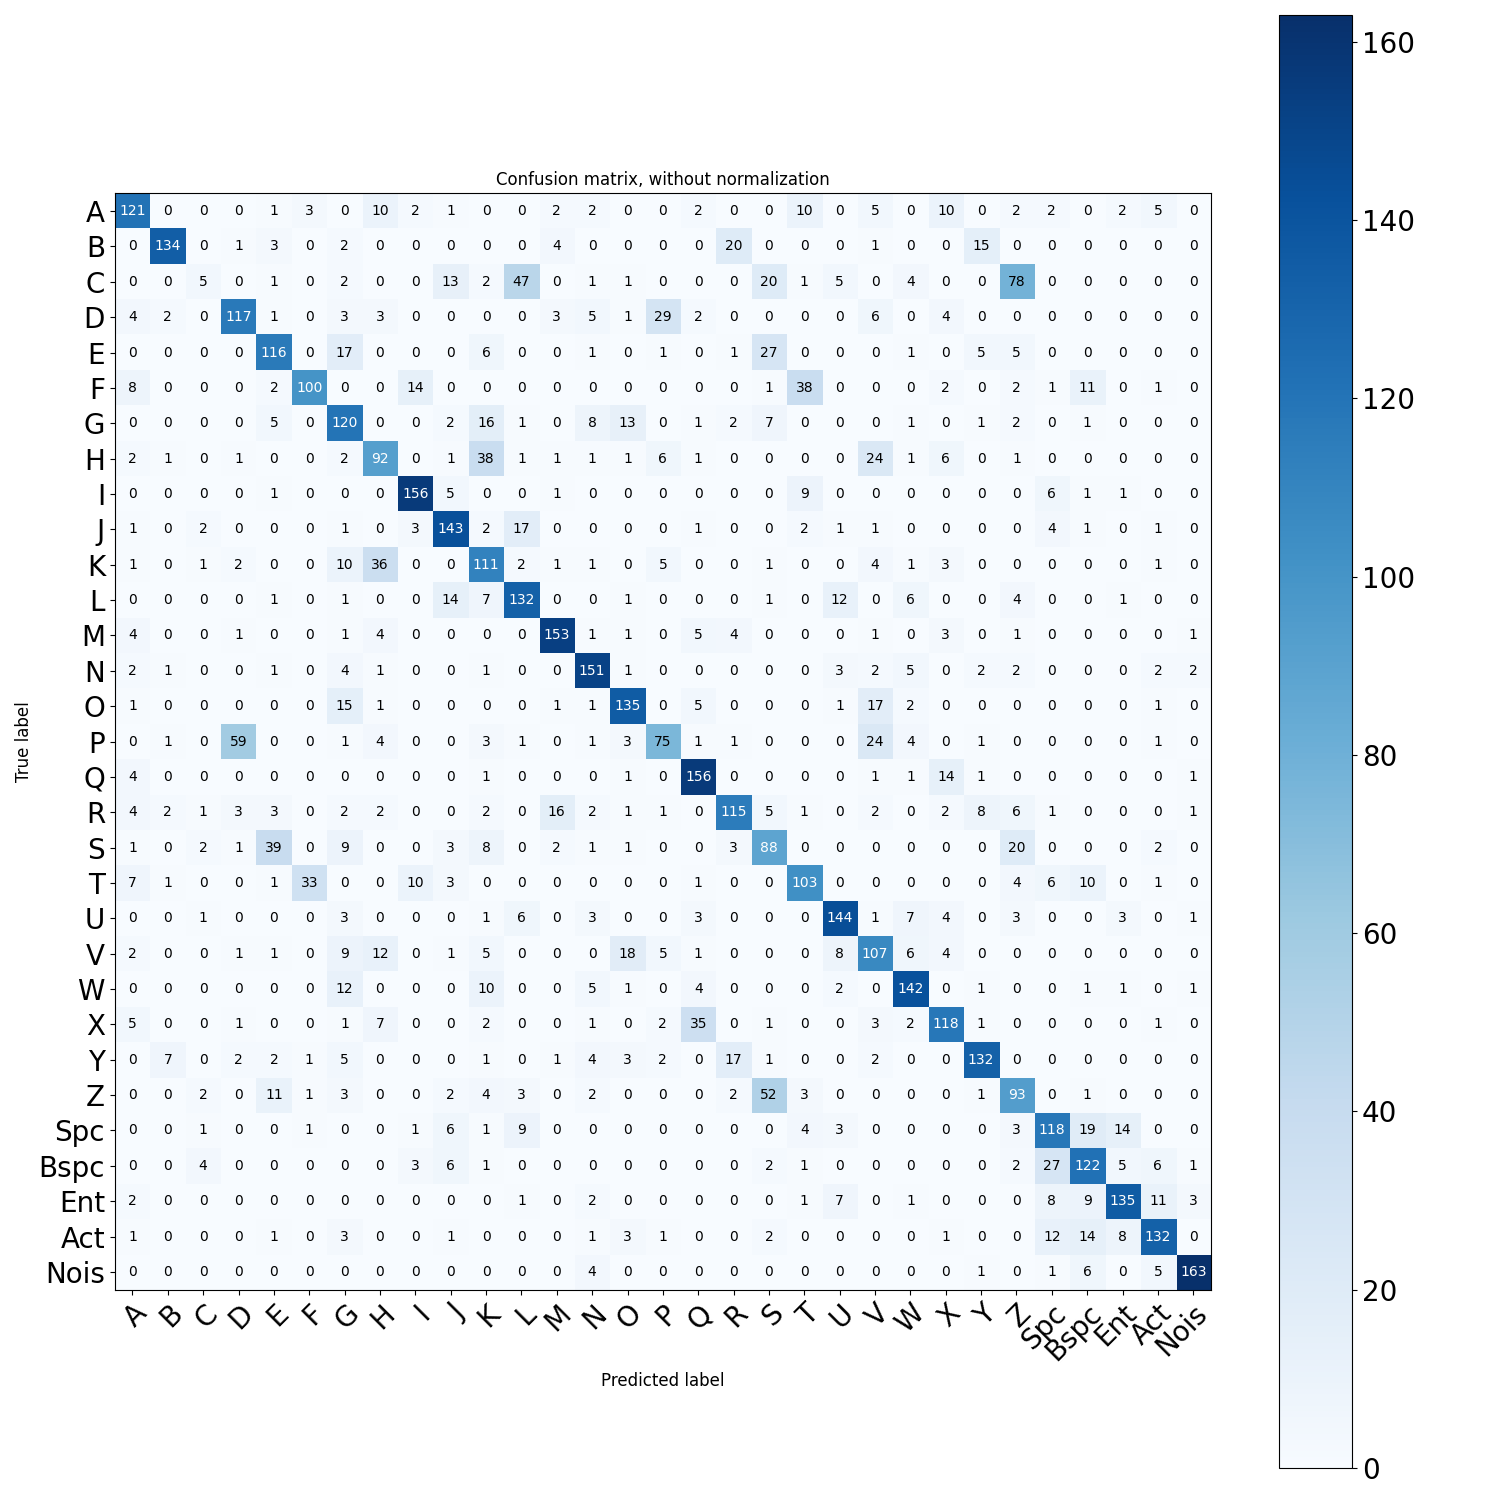 Confusion matrix, without normalization
A 121 0 0 0 1 3 0 10 2 1 0 0 2 2 0 0 2 0 0 10 0 5 0 10 0 2 2 0 2 5 0
B 0 134 0 1 3 0 2 0 0 0 0 0 4 0 0 0 0 20 0 0 0 1 0 0 15 0 0 0 0 0 0
C 0 0 5 0 1 0 2 0 0 13 2 47 0 1 1 0 0 0 20 1 5 0 4 0 0 78 0 0 0 0 0
D 4 2 0 117 1 0 3 3 0 0 0 0 3 5 1 29 2 0 0 0 0 6 0 4 0 0 0 0 0 0 0
E 0 0 0 0 116 0 17 0 0 0 6 0 0 1 0 1 0 1 27 0 0 0 1 0 5 5 0 0 0 0 0
F 8 0 0 0 2 100 0 0 14 0 0 0 0 0 0 0 0 0 1 38 0 0 0 2 0 2 1 11 0 1 0
G 0 0 0 0 5 0 120 0 0 2 16 1 0 8 13 0 1 2 7 0 0 0 1 0 1 2 0 1 0 0 0
H 2 1 0 1 0 0 2 92 0 1 38 1 1 1 1 6 1 0 0 0 0 24 1 6 0 1 0 0 0 0 0
I 0 0 0 0 1 0 0 0 156 5 0 0 1 0 0 0 0 0 0 9 0 0 0 0 0 0 6 1 1 0 0
J 1 0 2 0 0 0 1 0 3 143 2 17 0 0 0 0 1 0 0 2 1 1 0 0 0 0 4 1 0 1 0
K 1 0 1 2 0 0 10 36 0 0 111 2 1 1 0 5 0 0 1 0 0 4 1 3 0 0 0 0 0 1 0
L 0 0 0 0 1 0 1 0 0 14 7 132 0 0 1 0 0 0 1 0 12 0 6 0 0 4 0 0 1 0 0
M 4 0 0 1 0 0 1 4 0 0 0 0 153 1 1 0 5 4 0 0 0 1 0 3 0 1 0 0 0 0 1
N 2 1 0 0 1 0 4 1 0 0 1 0 0 151 1 0 0 0 0 0 3 2 5 0 2 2 0 0 0 2 2
O 1 0 0 0 0 0 15 1 0 0 0 0 1 1 135 0 5 0 0 0 1 17 2 0 0 0 0 0 0 1 0
P 0 1 0 59 0 0 1 4 0 0 3 1 0 1 3 75 1 1 0 0 0 24 4 0 1 0 0 0 0 1 0
Q 4 0 0 0 0 0 0 0 0 0 1 0 0 0 1 0 156 0 0 0 0 1 1 14 1 0 0 0 0 0 1
R 4 2 1 3 3 0 2 2 0 0 2 0 16 2 1 1 0 115 5 1 0 2 0 2 8 6 1 0 0 0 1
S 1 0 2 1 39 0 9 0 0 3 8 0 2 1 1 0 0 3 88 0 0 0 0 0 0 20 0 0 0 2 0
T 7 1 0 0 1 33 0 0 10 3 0 0 0 0 0 0 1 0 0 103 0 0 0 0 0 4 6 10 0 1 0
U 0 0 1 0 0 0 3 0 0 0 1 6 0 3 0 0 3 0 0 0 144 1 7 4 0 3 0 0 3 0 1
V 2 0 0 1 1 0 9 12 0 1 5 0 0 0 18 5 1 0 0 0 8 107 6 4 0 0 0 0 0 0 0
W 0 0 0 0 0 0 12 0 0 0 10 0 0 5 1 0 4 0 0 0 2 0 142 0 1 0 0 1 1 0 1
X 5 0 0 1 0 0 1 7 0 0 2 0 0 1 0 2 35 0 1 0 0 3 2 118 1 0 0 0 0 1 0
Y 0 7 0 2 2 1 5 0 0 0 1 0 1 4 3 2 0 17 1 0 0 2 0 0 132 0 0 0 0 0 0
Z 0 0 2 0 11 1 3 0 0 2 4 3 0 2 0 0 0 2 52 3 0 0 0 0 1 93 0 1 0 0 0
Spc 0 0 1 0 0 1 0 0 1 6 1 9 0 0 0 0 0 0 0 4 3 0 0 0 0 3 118 19 14 0 0
Bspc 0 0 4 0 0 0 0 0 3 6 1 0 0 0 0 0 0 0 2 1 0 0 0 0 0 2 27 122 5 6 1
Ent 2 0 0 0 0 0 0 0 0 0 0 1 0 2 0 0 0 0 0 1 7 0 1 0 0 0 8 9 135 11 3
Act 1 0 0 0 1 0 3 0 0 1 0 0 0 1 3 1 0 0 2 0 0 0 0 1 0 0 12 14 8 132 0
Nois 0 0 0 0 0 0 0 0 0 0 0 0 0 4 0 0 0 0 0 0 0 0 0 0 1 0 1 6 0 5 163
A B C D E F G H I J K L M N O P Q R S T U V W X Y Z Spc Bspc Ent Act Nois
Predicted label
True label
160
140
120
100
80
60
40
20
0